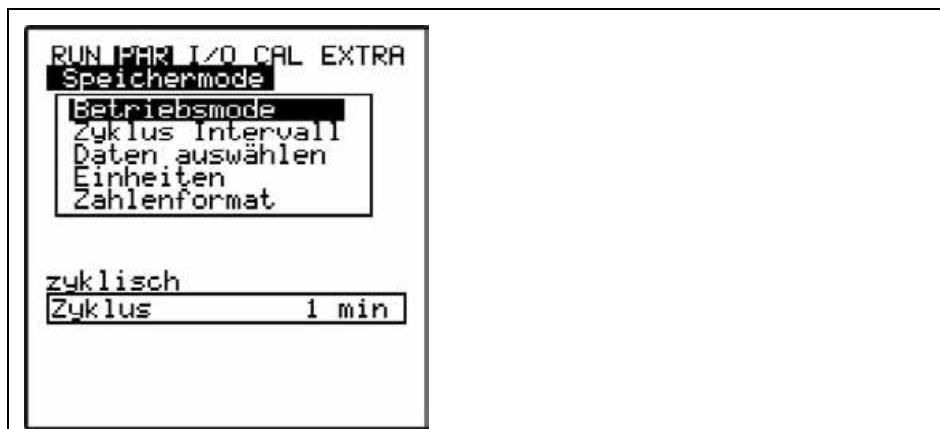 RUN PAR I/O CAL EXTRA
Speichermode
Betriebsmode
Zyklus Intervall
Daten auswählen
Einheiten
Zahlenformat
zyklisch
Zyklus 1 min